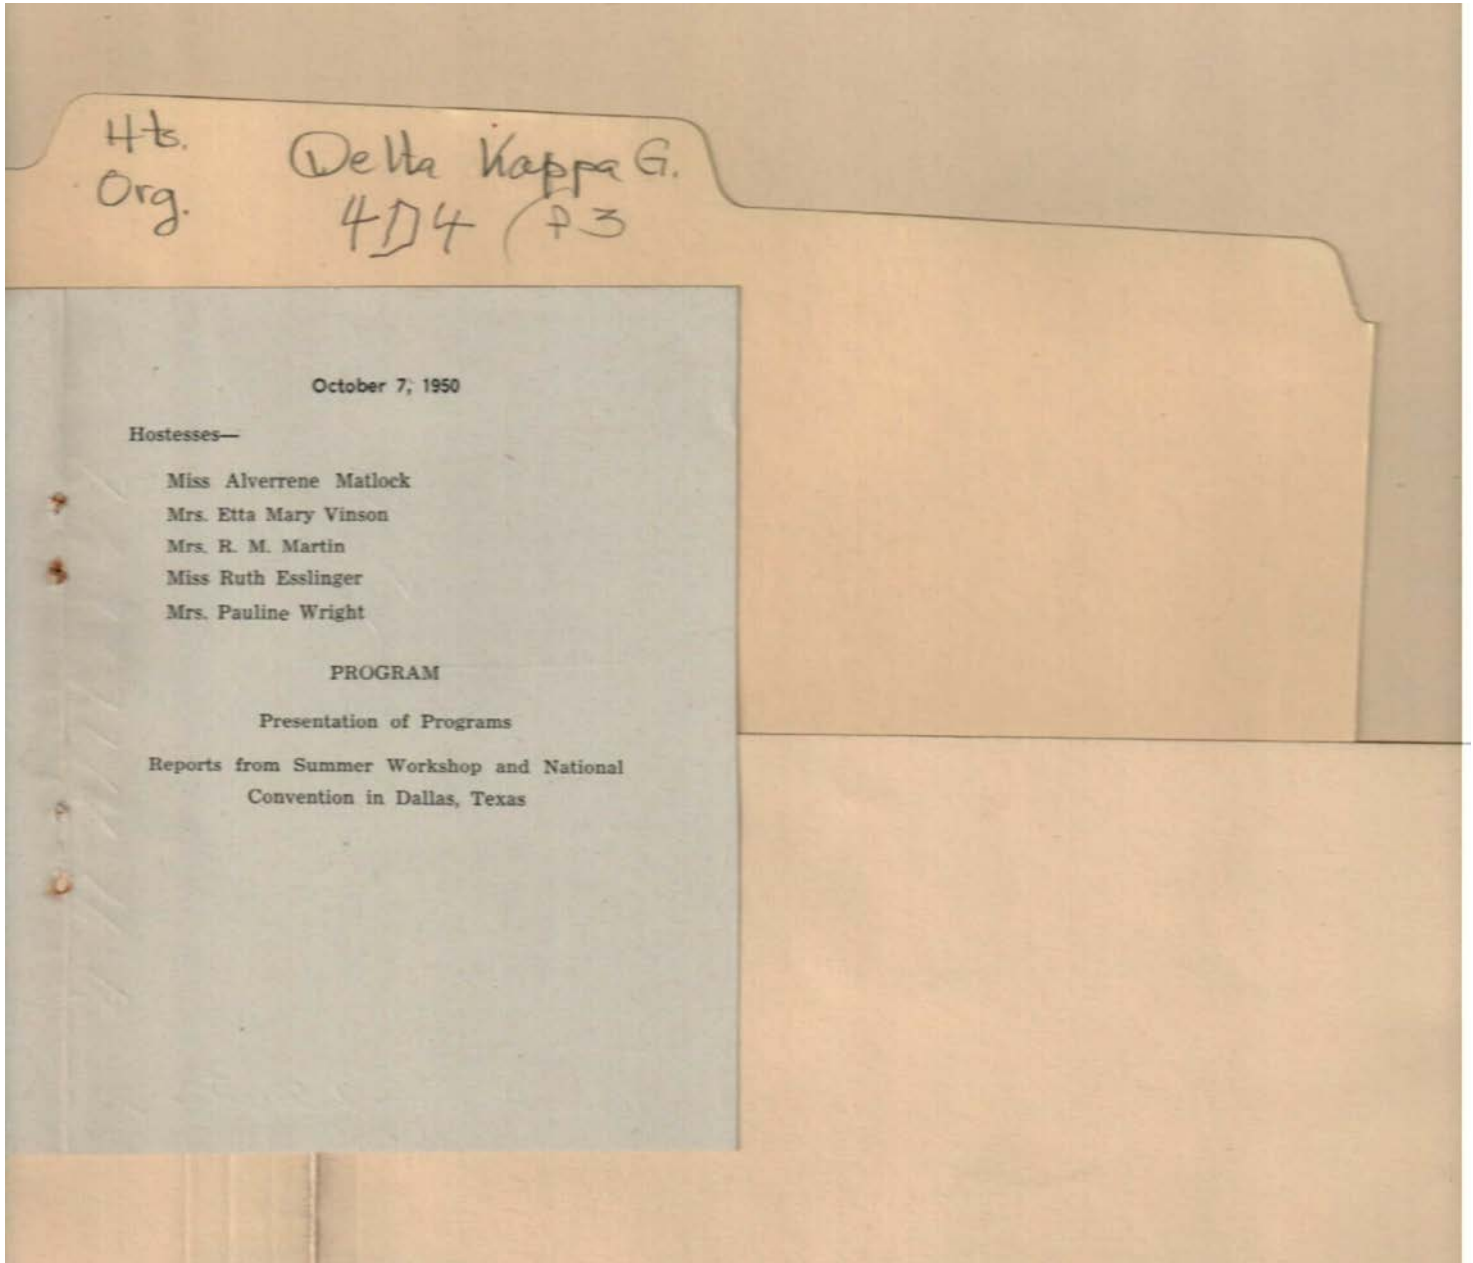 Hts. Delta Kappa G.
Org. 4D4 (P3
October 7, 1950
Hostesses—
Miss Alverrene Matlock
Mrs. Etta Mary Vinson
Mrs. R. M. Martin
Miss Ruth Esslinger
Mrs. Pauline Wright
PROGRAM
Presentation of Programs
Reports from Summer Workshop and National
Convention in Dallas, Texas